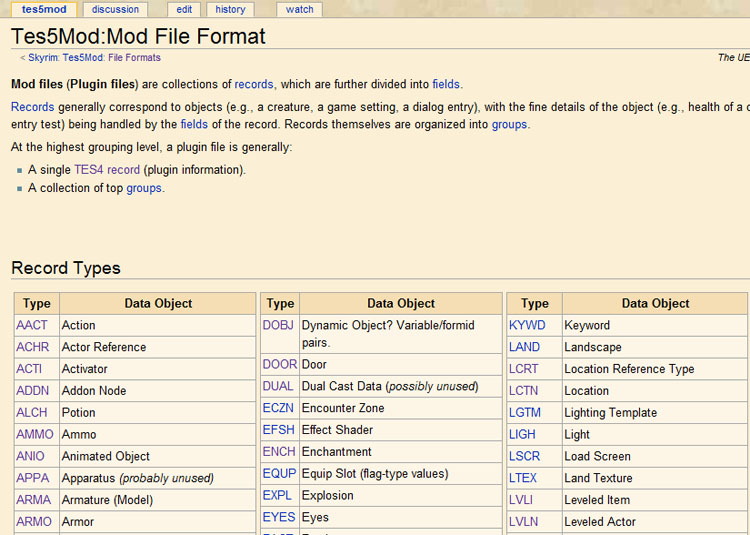 tes5mod discussion edit history watch
Tes5Mod:Mod File Format
< Skyrim: Tes5Mod: File Formats The UE
Mod files (Plugin files) are collections of records, which are further divided into fields.
Records generally correspond to objects (e.g., a creature, a game setting, a dialog entry), with the fine details of the object (e.g., health of a
entry test) being handled by the fields of the record. Records themselves are organized into groups.
At the highest grouping level, a plugin file is generally:
A single TES4 record (plugin information).
A collection of top groups.
Record Types
Type Data Object
AACT Action
ACHR Actor Reference
ACTI Activator
ADDN Addon Node
ALCH Potion
AMMO Ammo
ANIO Animated Object
APPA Apparatus (probably unused)
ARMA Armature (Model)
ARMO Armor
Type Data Object
DOBJ Dynamic Object? Variable/formid
pairs.
DOOR Door
DUAL Dual Cast Data (possibly unused)
ECZN Encounter Zone
EFSH Effect Shader
ENCH Enchantment
EQUP Equip Slot (flag-type values)
EXPL Explosion
EYES Eyes
Type Data Object
KYWD Keyword
LAND Landscape
LCRT Location Reference Type
LCTN Location
LGTM Lighting Template
LIGH Light
LSCR Load Screen
LTEX Land Texture
LVLI Leveled Item
LVLN Leveled Actor